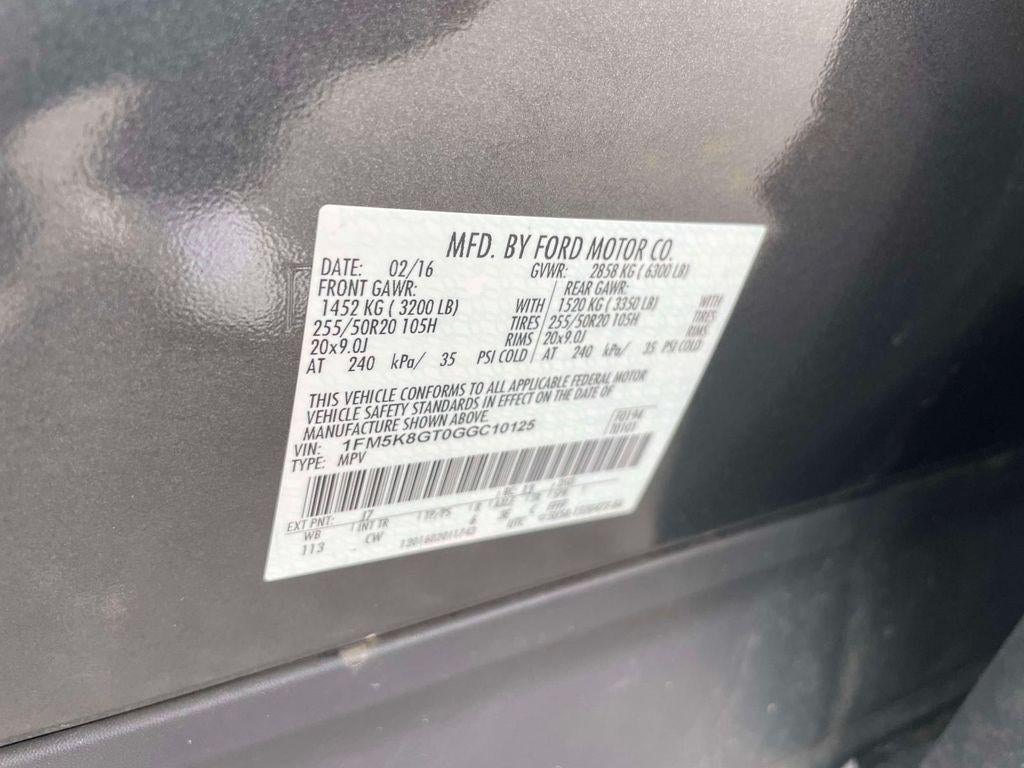 MFD. BY FORD MOTOR CO.
DATE: 02/16 GVWR: 2858 KG ( 6300 LB)
FRONT GAWR: REAR GAWR:
1452 KG ( 3200 LB) WITH 1520 KG ( 3350 LB) WITH
255/50R20 105H TIRES 255/50R20 105H TIRES
20x9.0J RIMS 20x9.0J RIMS
AT 240 kPa/ 35 PSI COLD AT 240 kPa/ 35 PSI COLD
THIS VEHICLE CONFORMS TO ALL APPLICABLE FEDERAL MOTOR
VEHICLE SAFETY STANDARDS IN EFFECT ON THE DATE OF
MANUFACTURE SHOWN ABOVE.
VIN: 1FM5K8GT0GGC10125
TYPE: MPV
EXT PNT:
WB INT TR
113 CW